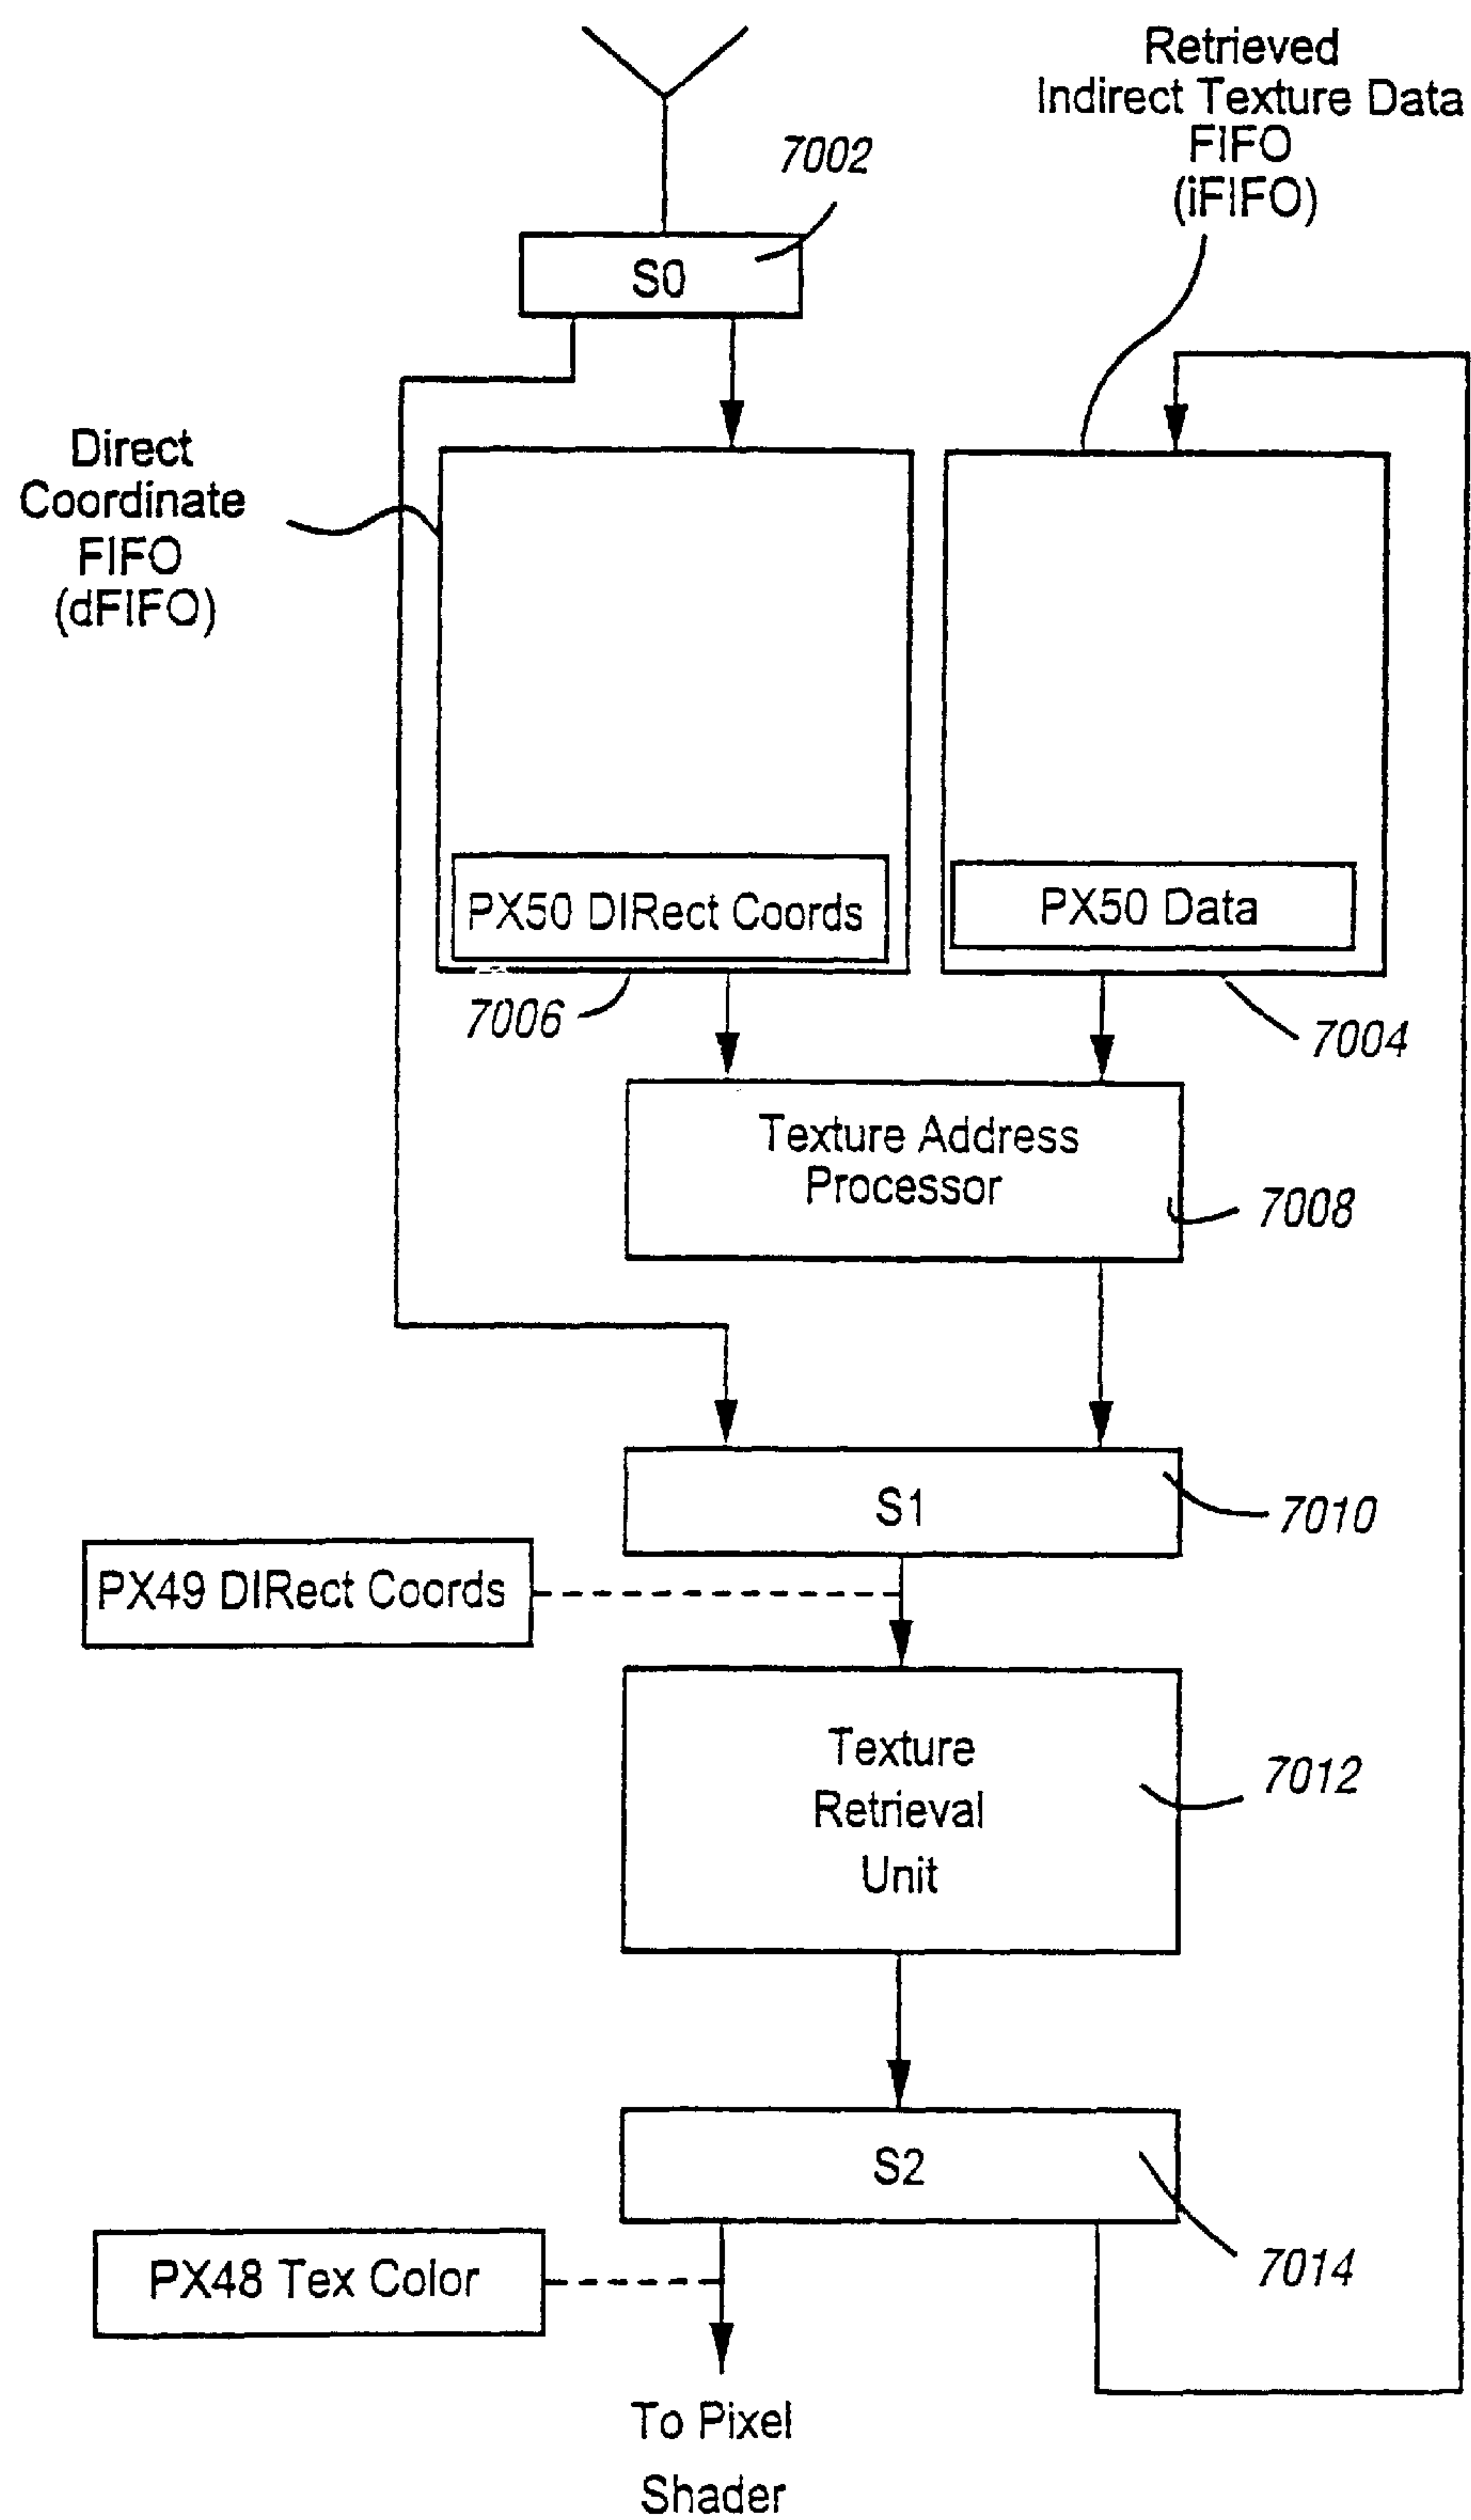 Retrieved
Indirect Texture Data
FIFO
(iFIFO)
7002
S0
Direct
Coordinate
FIFO
(dFIFO)
PX50 DIRect Coords
PX50 Data
7006
7004
Texture Address
Processor
7008
S1
7010
PX49 DIRect Coords
Texture
Retrieval
Unit
7012
S2
7014
PX48 Tex Color
To Pixel
Shader